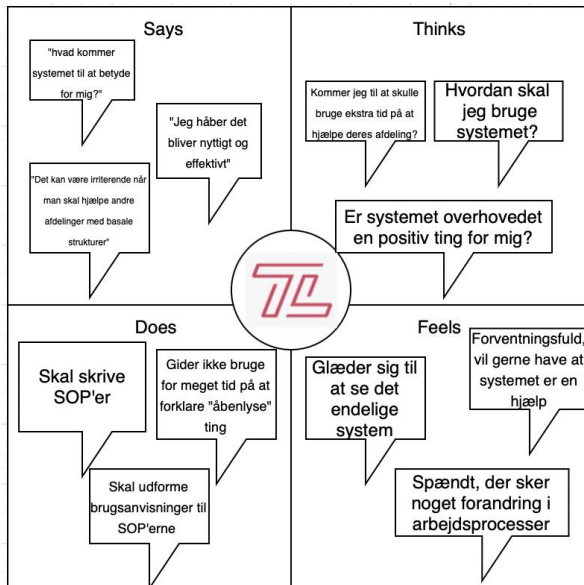 Says
"hvad kommer
systemet til at betyde
for mig?"
"Jeg håber det
bliver nyttigt og
effektivt"
"Det kan være irriterende når
man skal hjælpe andre
afdelinger med basale
strukturer"
Thinks
Kommer jeg til at skulle
bruge ekstra tid på at
hjælpe deres afdeling?
Hvordan skal
jeg bruge
systemet?
Er systemet overhovedet
en positiv ting for mig?
Does
Skal skrive
SOP'er
Gider ikke bruge
for meget tid på at
forklare "åbenlyse"
ting
Skal udforme
brugsanvisninger til
SOP'erne
Feels
Glæder sig til
at se det
endelige
system
Forventningsfuld,
vil gerne have at
systemet er en
hjælp
Spændt, der sker
noget forandring i
arbejdsprocesser